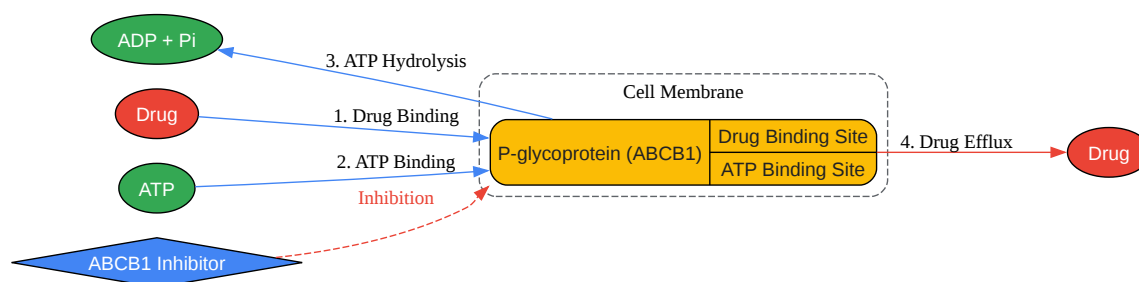 ADP + Pi
3. ATP Hydrolysis
Cell Membrane
Drug
1. Drug Binding
P-glycoprotein (ABCB1)
Drug Binding Site
ATP Binding Site
4. Drug Efflux
Drug
2. ATP Binding
ATP
Inhibition
ABCB1 Inhibitor